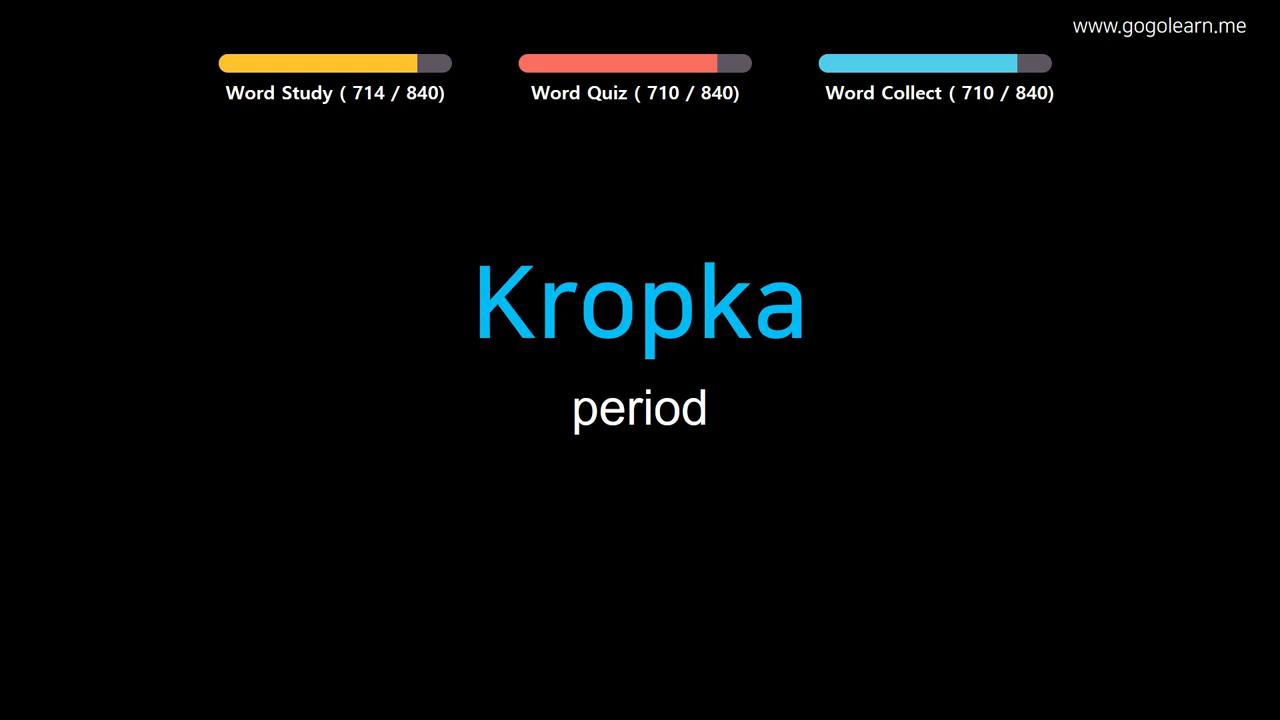 www.gogolearn.me
Word Study ( 714 / 840)
Word Quiz ( 710 / 840)
Word Collect ( 710 / 840)
Kropka
period